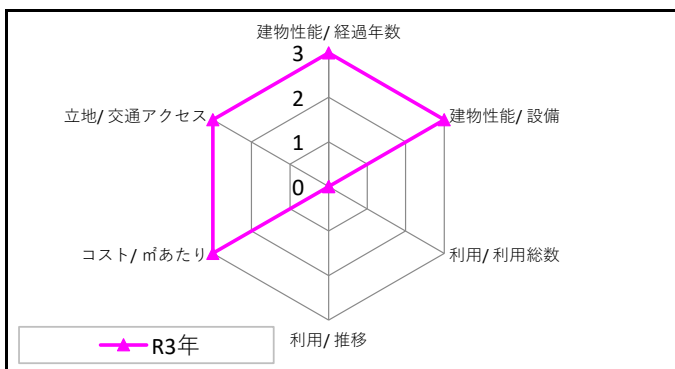 建物性能/ 経過年数
3
立地/ 交通アクセス
建物性能/ 設備
2
1
0
コスト/ ㎡あたり
利用/ 利用総数
利用/ 推移
R3年